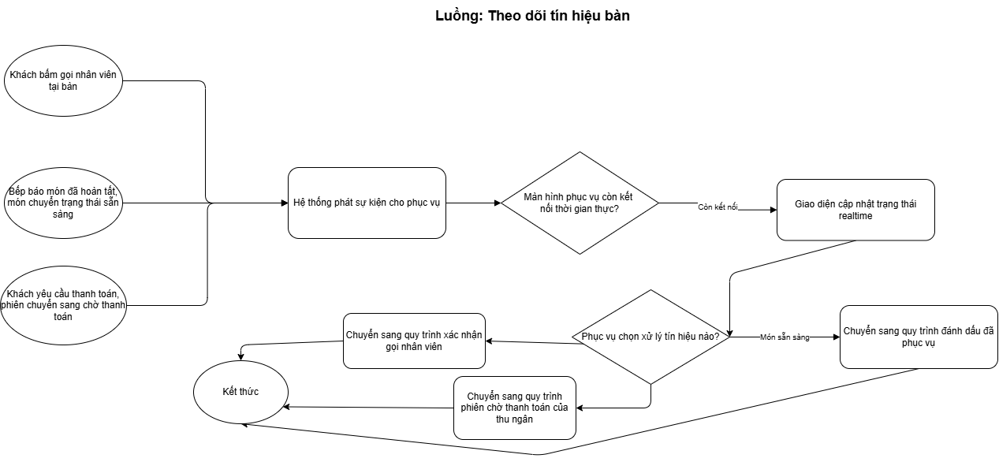 Luồng: Theo dõi tín hiệu bàn
Khách bấm gọi nhân viên
tại bàn
Bếp báo món đã hoàn tất,
món chuyển trạng thái sẵn
sàng
Khách yêu cầu thanh toán,
phiên chuyển sang chờ thanh
toán
Hệ thống phát sự kiện cho phục vụ
Màn hình phục vụ còn kết
nối thời gian thực?
Còn kết nối
Giao diện cập nhật trạng thái
realtime
Phục vụ chọn xử lý tín hiệu nào?
Món sẵn sàng
Chuyển sang quy trình đánh dấu đã
phục vụ
Chuyển sang quy trình xác nhận
gọi nhân viên
Chuyển sang quy trình
phiên chờ thanh toán của
thu ngân
Kết thức